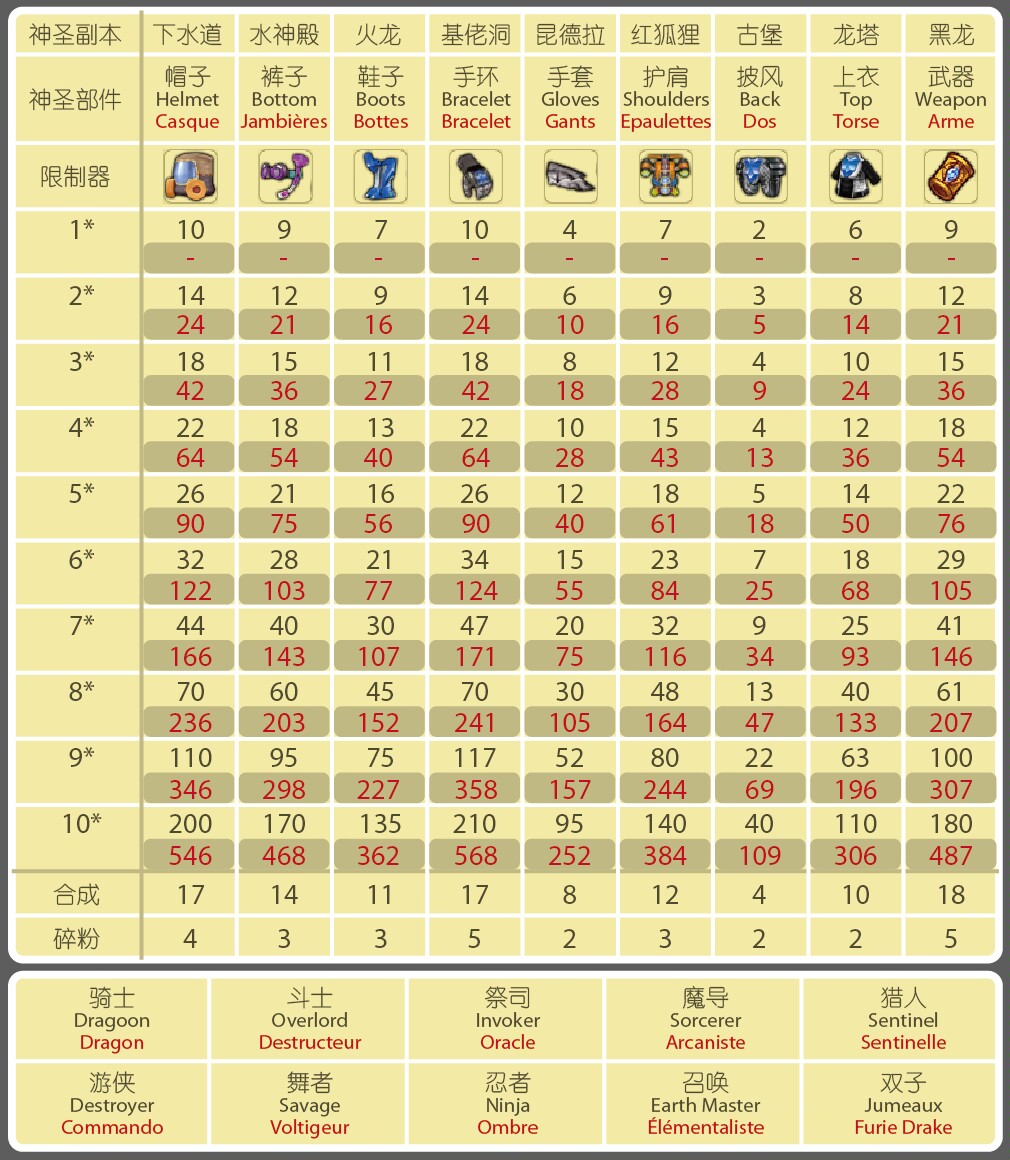 神圣副本 下水道 水神殿 火龙 基佬洞 昆德拉 红狐狸 古堡 龙塔 黑龙
神圣部件 帽子 裤子 鞋子 手环 手套 护肩 披风 上衣 武器
Helmet Bottom Boots Bracelet Gloves Shoulders Back Top Weapon
Casque Jambières Bottes Bracelet Gants Epaulettes Dos Torse Arme
限制器
1* 10 9 7 10 4 7 2 6 9
- - - - - - - - -
2* 14 12 9 14 6 9 3 8 12
24 21 16 24 10 16 5 14 21
3* 18 15 11 18 8 12 4 10 15
42 36 27 42 18 28 9 24 36
4* 22 18 13 22 10 15 4 12 18
64 54 40 64 28 43 13 36 54
5* 26 21 16 26 12 18 5 14 22
90 75 56 90 40 61 18 50 76
6* 32 28 21 34 15 23 7 18 29
122 103 77 124 55 84 25 68 105
7* 44 40 30 47 20 32 9 25 41
166 143 107 171 75 116 34 93 146
8* 70 60 45 70 30 48 13 40 61
236 203 152 241 105 164 47 133 207
9* 110 95 75 117 52 80 22 63 100
346 298 227 358 157 244 69 196 307
10* 200 170 135 210 95 140 40 110 180
546 468 362 568 252 384 109 306 487
合成 17 14 11 17 8 12 4 10 18
碎粉 4 3 3 5 2 3 2 2 5
骑士 斗士 祭司 魔导 猎人
Dragoon Overlord Invoker Sorcerer Sentinel
Dragon Destructeur Oracle Arcaniste Sentinelle
游侠 舞者 忍者 召唤 双子
Destroyer Savage Ninja Earth Master Jumeaux
Commando Voltigeur Ombre Élémentaliste Furie Drake